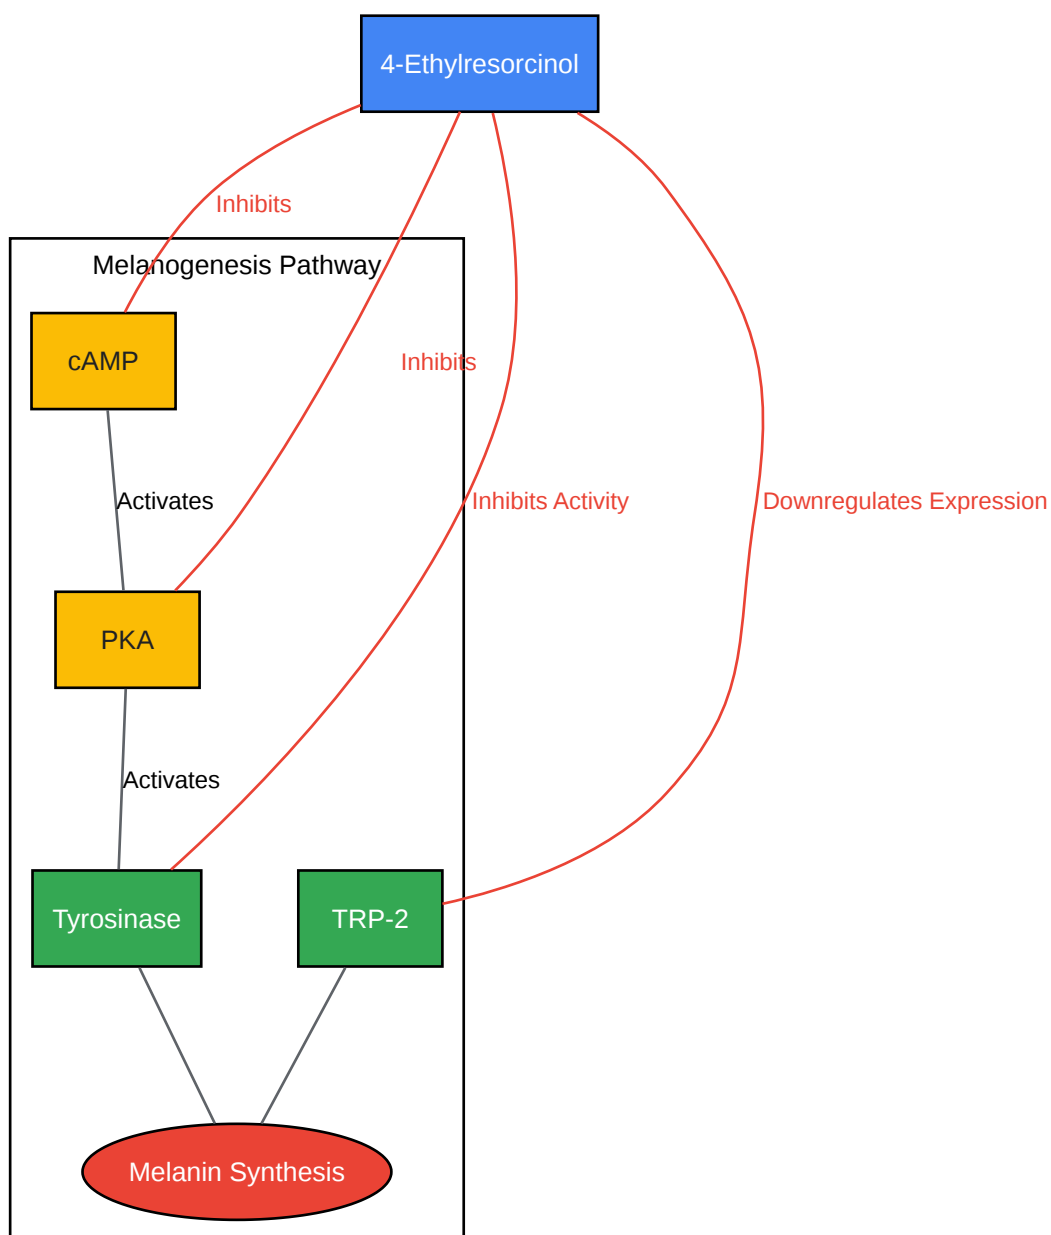 4-Ethylresorcinol
Inhibits
Melanogenesis Pathway
cAMP
Inhibits
Activates
Inhibits Activity
Downregulates Expression
PKA
Activates
Tyrosinase
TRP-2
Melanin Synthesis